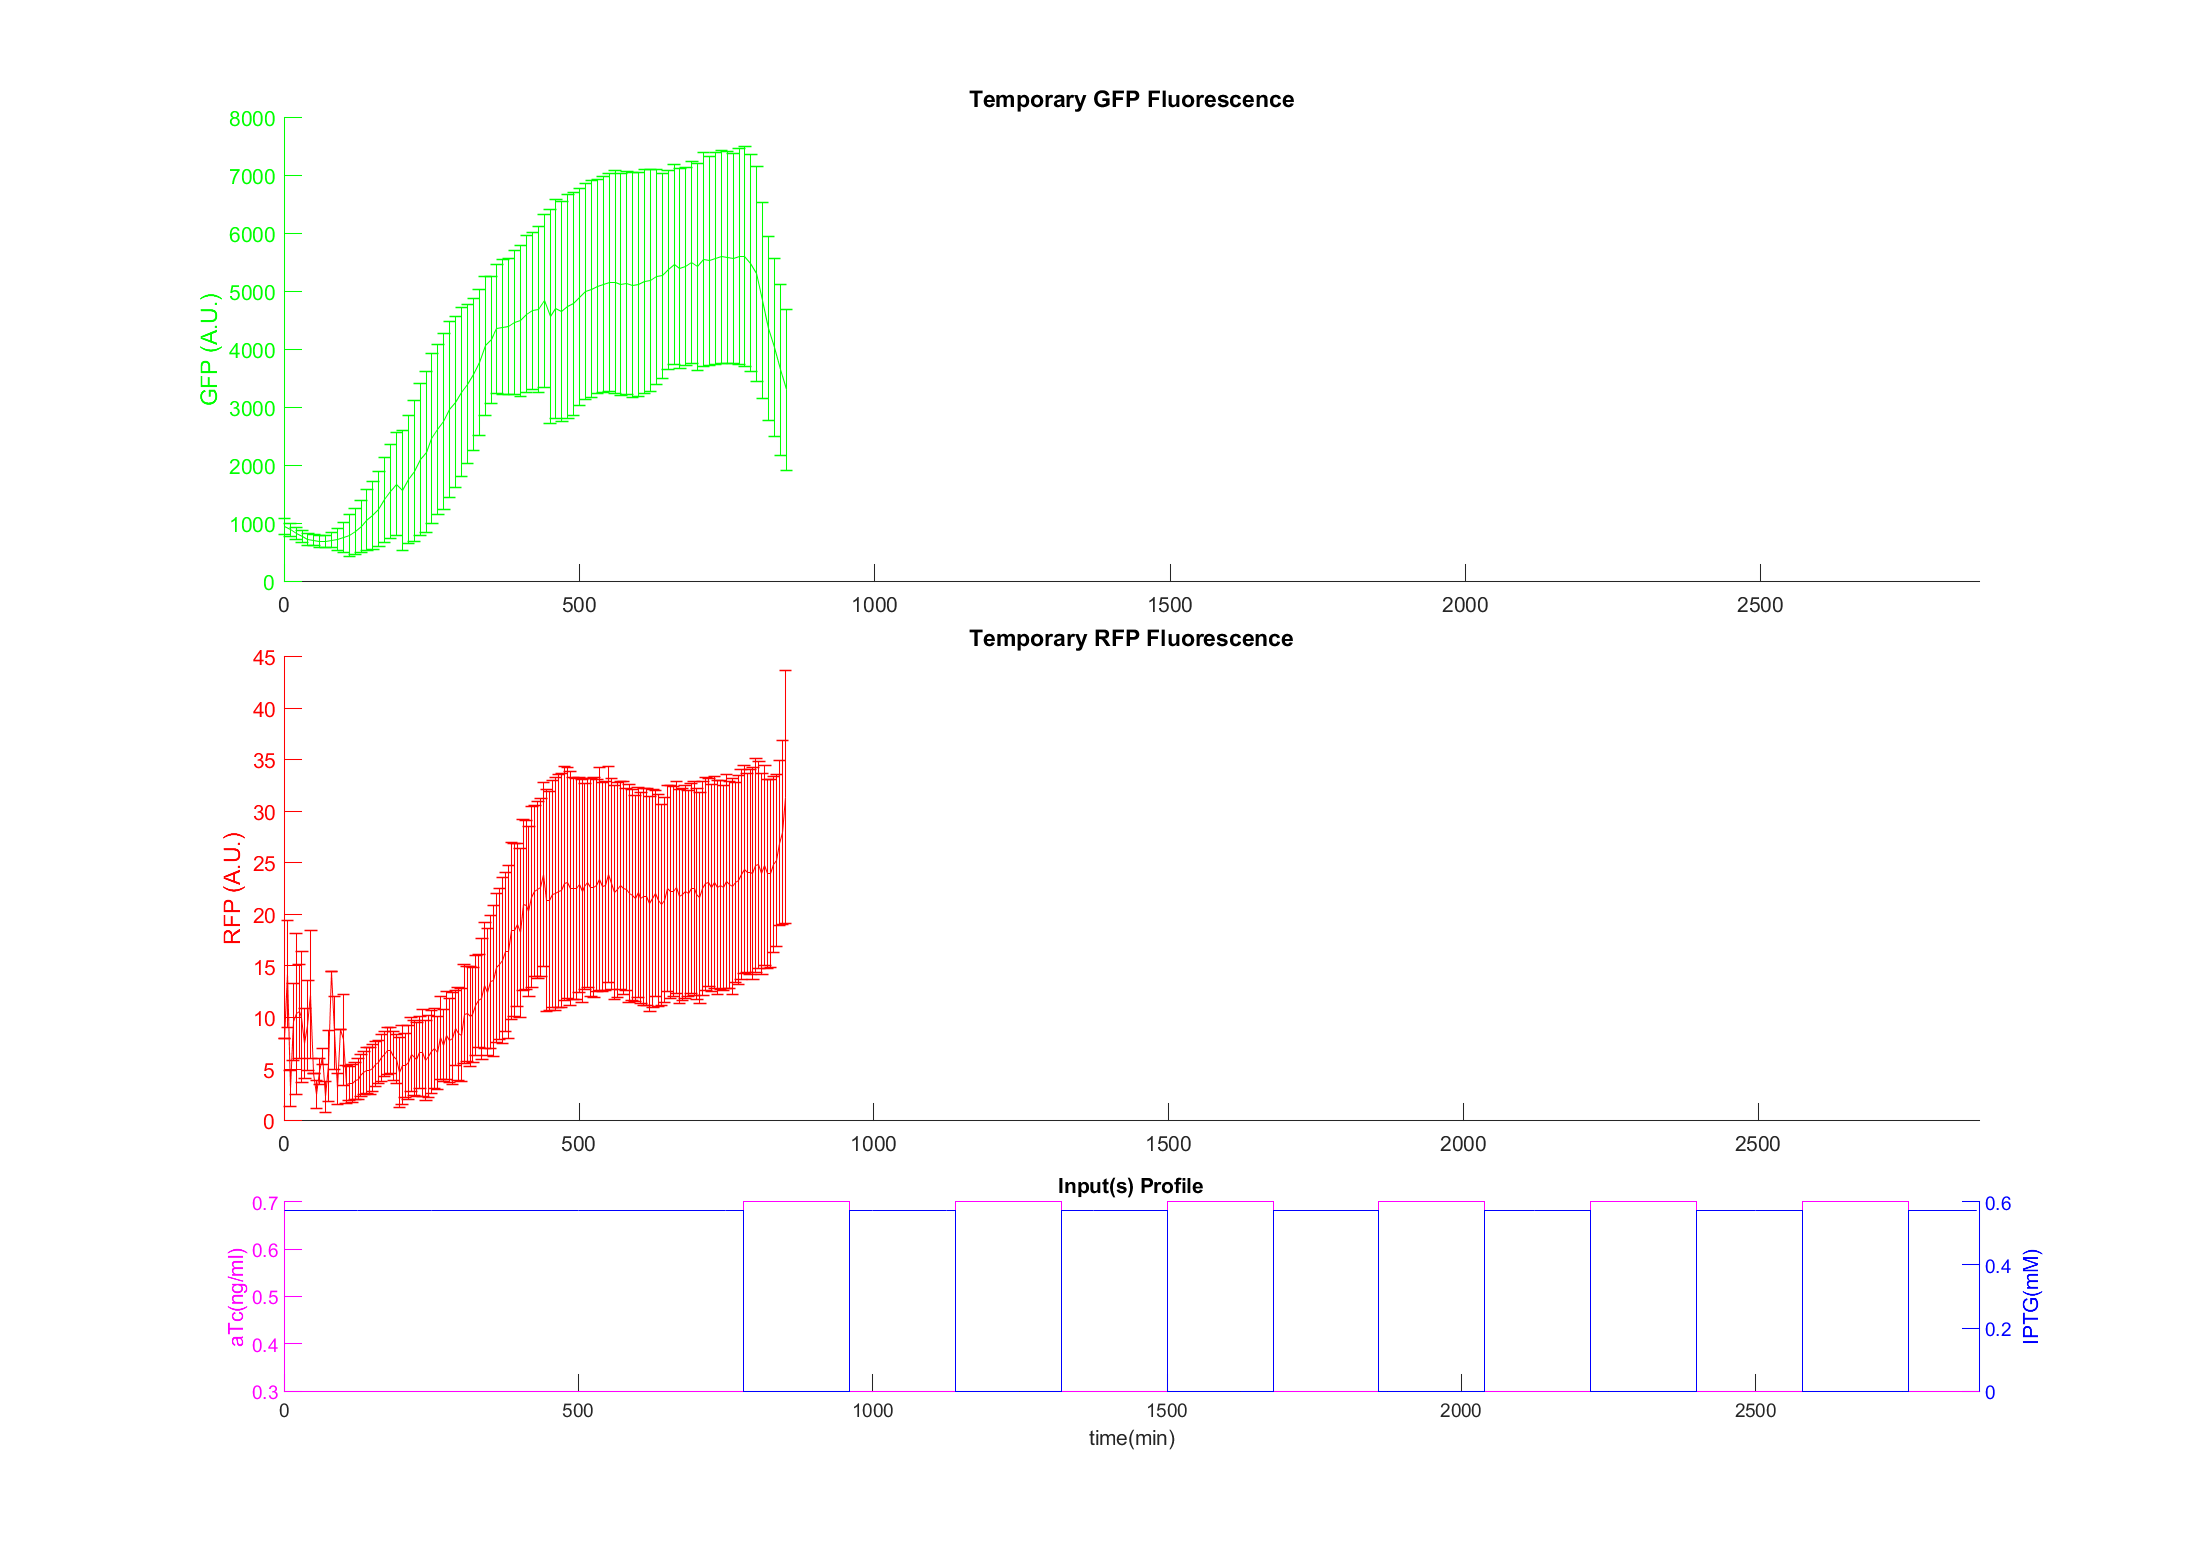 Temporary GFP Fluorescence
GFP (A.U.)
8000
7000
6000
5000
4000
3000
2000
1000
0
0 500 1000 1500 2000 2500
Temporary RFP Fluorescence
RFP (A.U.)
45
40
35
30
25
20
15
10
5
0
0 500 1000 1500 2000 2500
Input(s) Profile
aTc(ng/ml)
0.7
0.6
0.5
0.4
0.3
0.6
0.4
0.2
0
IPTG(mM)
0 500 1000 1500 2000 2500
time(min)